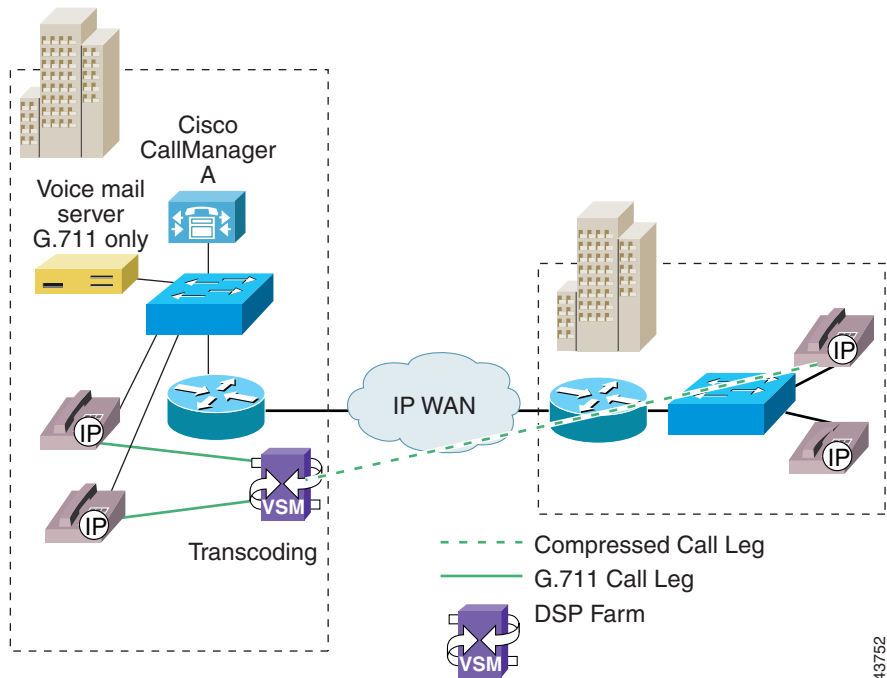 Cisco
CallManager
A
Voice mail
server
G.711 only
IP WAN
IP
IP
IP
IP
VSM
Transcoding
Compressed Call Leg
G.711 Call Leg
DSP Farm
VSM
43752